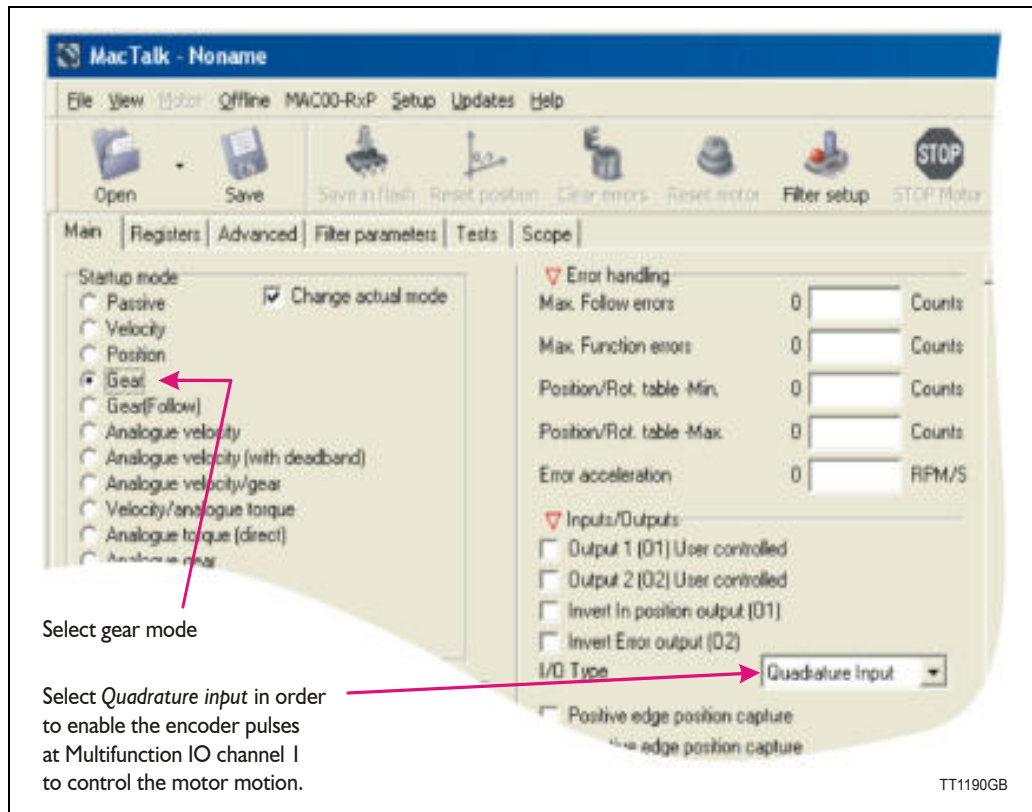 MacTalk - Noname
File View Motor Offline MAC00-RxP Setup Updates Help
Open Save Save in flash Reset position Clear errors Reset motor Filter setup STOP Motor
STOP
Main Registers Advanced Filter parameters Tests Scope
Startup mode
Change actual mode
Passive
Velocity
Position
Gear
Gear(Follow)
Analogue velocity
Analogue velocity (with deadband)
Analogue velocity/gear
Velocity/analogue torque
Analogue torque (direct)
Analogue gear
Error handling
Max. Follow errors 0 Counts
Max. Function errors 0 Counts
Position/Rot. table -Min. 0 Counts
Position/Rot. table -Max. 0 Counts
Error acceleration 0 RPM/S
Inputs/Outputs
Output 1 (O1) User controlled
Output 2 (O2) User controlled
Invert In position output (O1)
Invert Error output (O2)
I/O Type Quadrature Input
Positive edge position capture
edge position capture
Select gear mode
Select Quadrature input in order
to enable the encoder pulses
at Multifunction IO channel 1
to control the motor motion.
TT1190GB